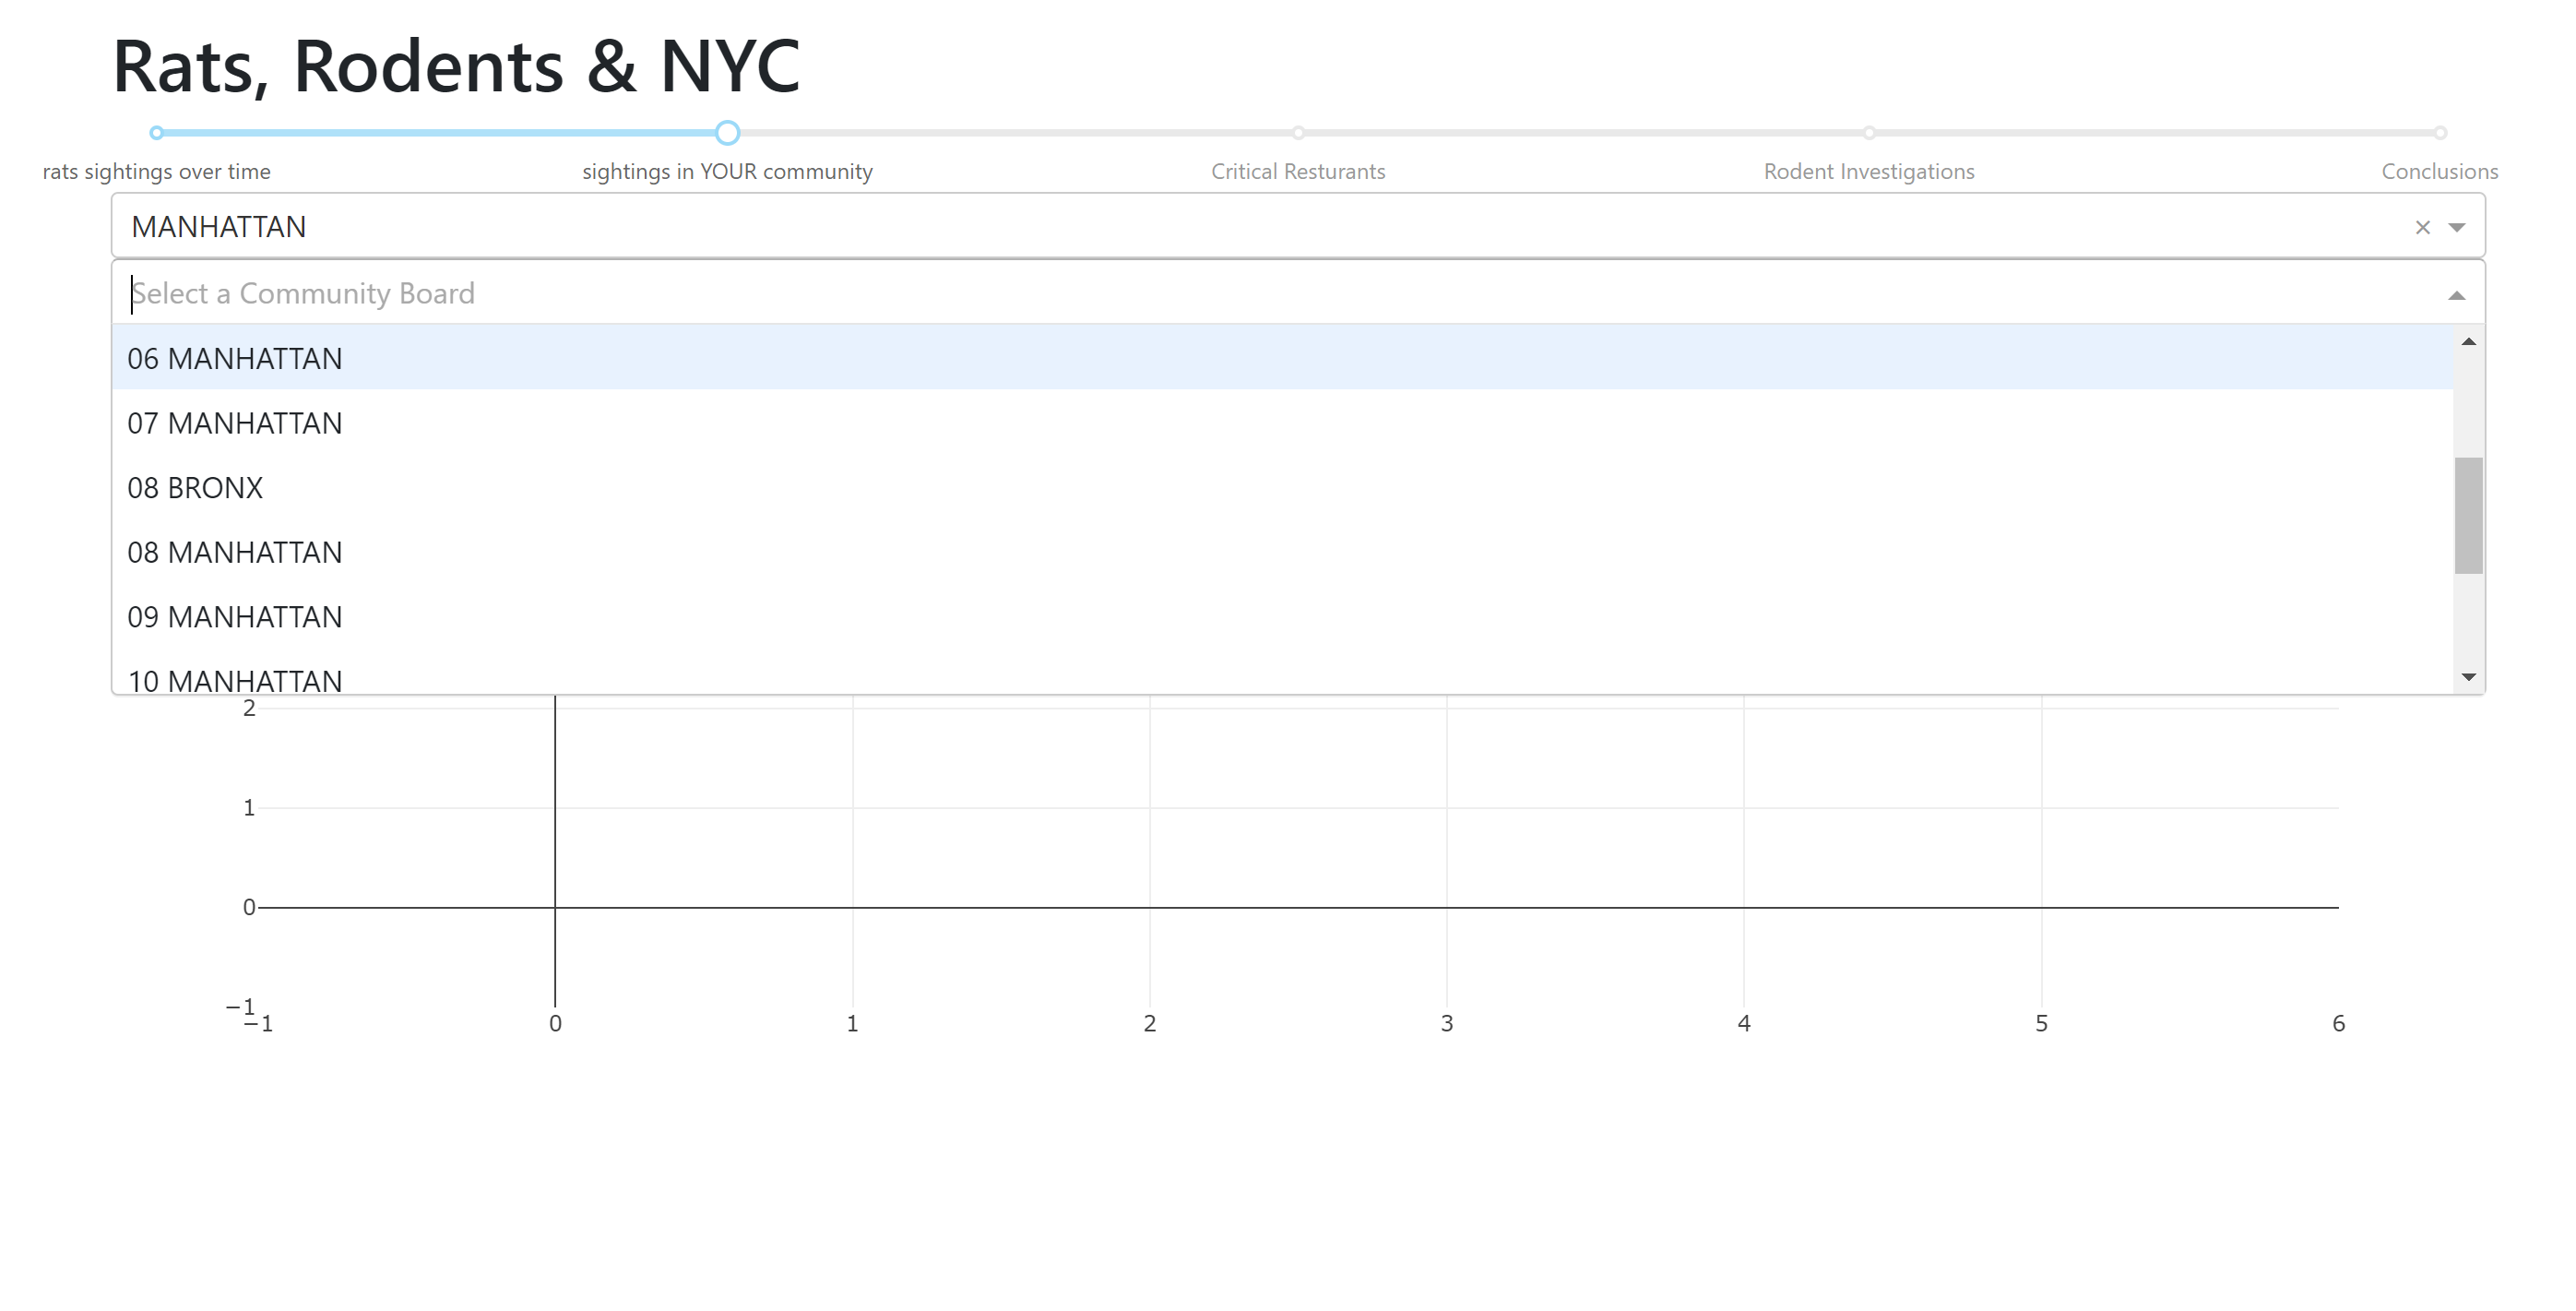 Rats, Rodents & NYC
rats sightings over time
sightings in YOUR community
Critical Resturants
Rodent Investigations
Conclusions
MANHATTAN
Select a Community Board
06 MANHATTAN
07 MANHATTAN
08 BRONX
08 MANHATTAN
09 MANHATTAN
10 MANHATTAN
2
1
0
−1
−1 0 1 2 3 4 5 6